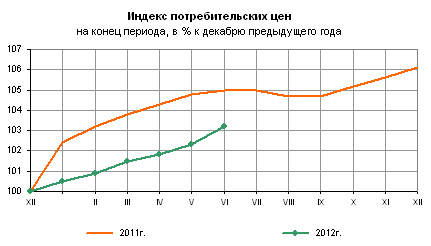 Индекс потребительских цен
на конец периода, в % к декабрю предыдущего года
107
106
105
104
103
102
101
100
XII II III IV V VI VII VIII IX X XI XII
2011г. 2012г.